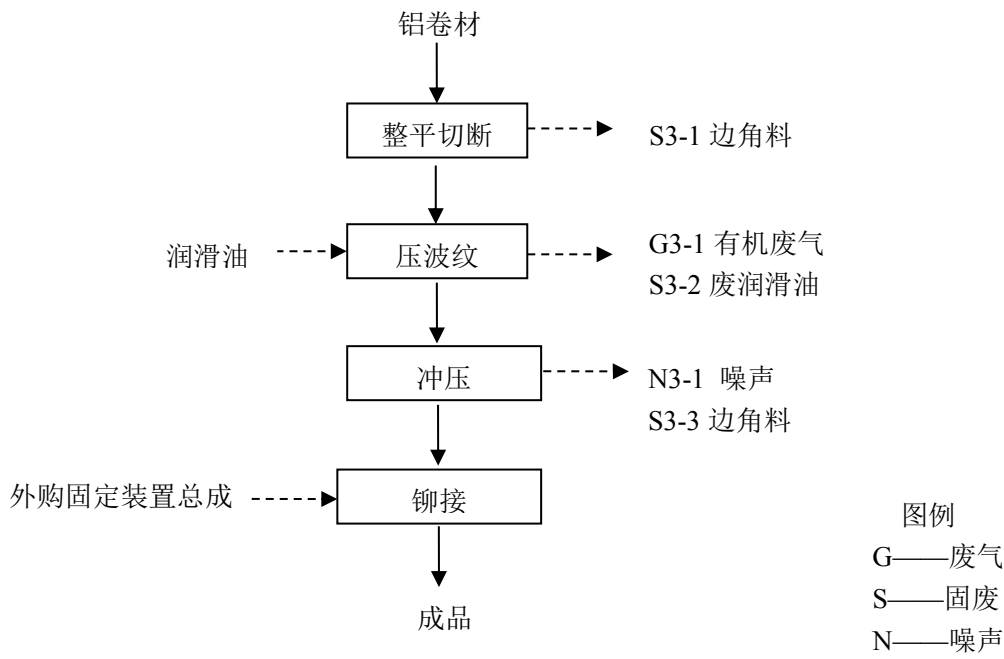 铝卷材
整平切断
S3-1 边角料
润滑油
压波纹
G3-1 有机废气
S3-2 废润滑油
冲压
N3-1 噪声
S3-3 边角料
外购固定装置总成
铆接
成品
图例
G——废气
S——固废
N——噪声